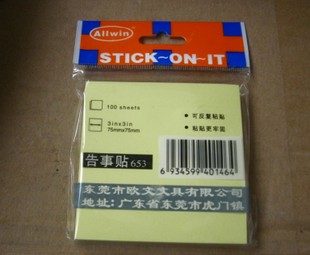 Allwin
STICK~ON~IT
100 sheets
3inx3in
75mmx75mm
• 可反复粘贴
• 粘贴更牢固
告事贴 653
6 934599 401464
东莞市欧文文具有限公司
地址: 广东省东莞市虎门镇